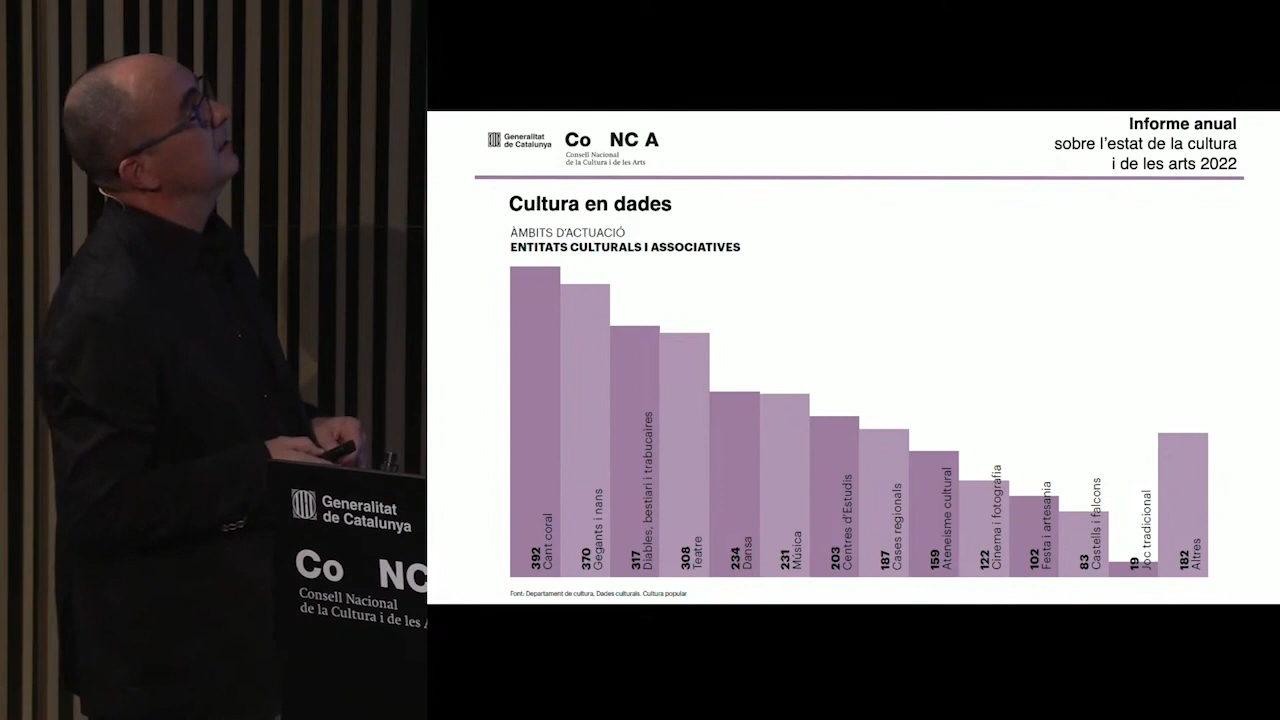 Generalitat
de Catalunya
Co NC A
Consell Nacional
de la Cultura i de les Arts
Informe anual
sobre l'estat de la cultura
i de les arts 2022
Cultura en dades
ÀMBITS D'ACTUACIÓ
ENTITATS CULTURALS I ASSOCIATIVES
392
Cant coral
370
Gegants i nans
317
Diables, bestiari i trabucaires
308
Teatre
234
Dansa
231
Música
203
Centres d'Estudis
187
Cases regionals
159
Ateneisme cultural
122
Cinema i fotografia
102
Festa i artesania
83
Castells i falcons
19
Joc tradicional
182
Altres
Font: Departament de cultura. Dades culturals. Cultura popular
Generalitat
de Catalunya
Co NC
Consell Nacional
de la Cultura i de les A